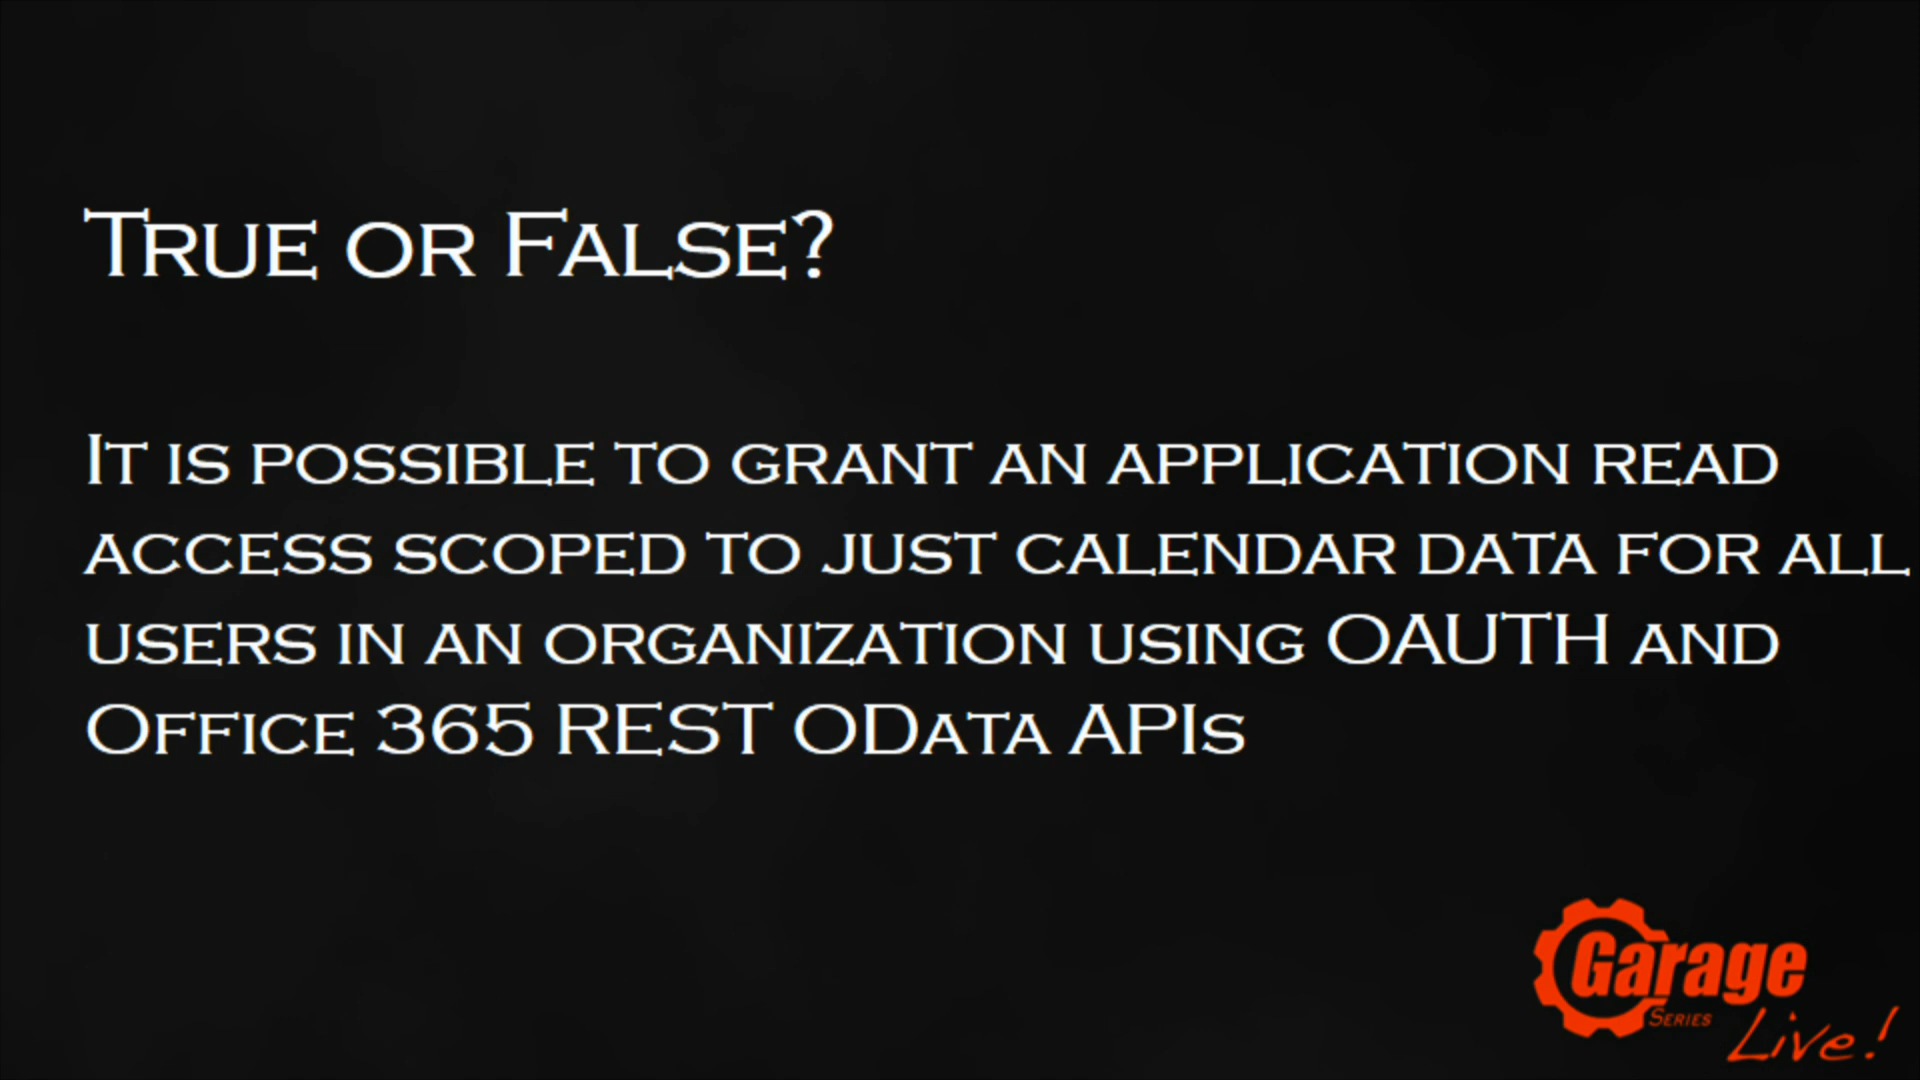 True or False?
It is possible to grant an application read
access scoped to just calendar data for all
users in an organization using OAUTH and
Office 365 REST OData APIs
Garage
Series
Live!